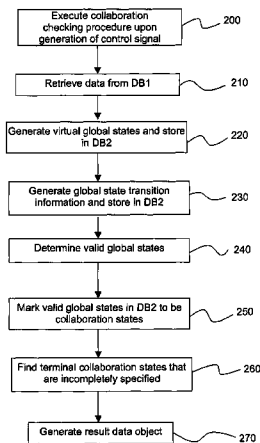 Execute collaboration
checking procedure upon
generation of control signal
200
Retrieve data from DB1
210
Generate virtual global states and store
in DB2
220
Generate global state transition
information and store in DB2
230
Determine valid global states
240
Mark valid global states in DB2 to be
collaboration states
250
Find terminal collaboration states that
are incompletely specified
260
Generate result data object
270